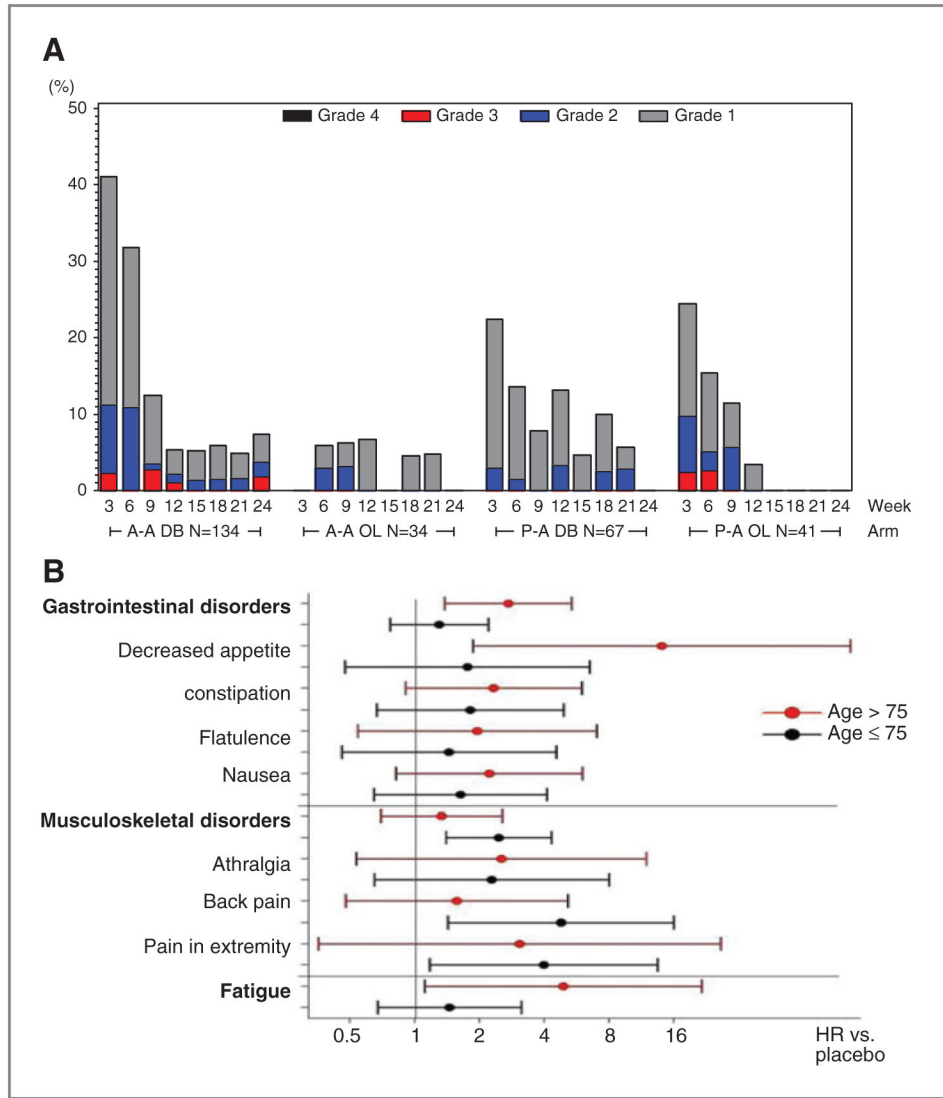 A
(%)
50
40
30
20
10
0
Grade 4 Grade 3 Grade 2 Grade 1
3 6 9 12 15 18 21 24 3 6 9 12 15 18 21 24 3 6 9 12 15 18 21 24 3 6 9 12 15 18 21 24 Week
A-A DB N=134 A-A OL N=34 P-A DB N=67 P-A OL N=41 Arm
B
Gastrointestinal disorders
Decreased appetite
constipation
Flatulence
Nausea
Musculoskeletal disorders
Athralgia
Back pain
Pain in extremity
Fatigue
Age > 75
Age ≤ 75
0.5 1 2 4 8 16 HR vs.
placebo